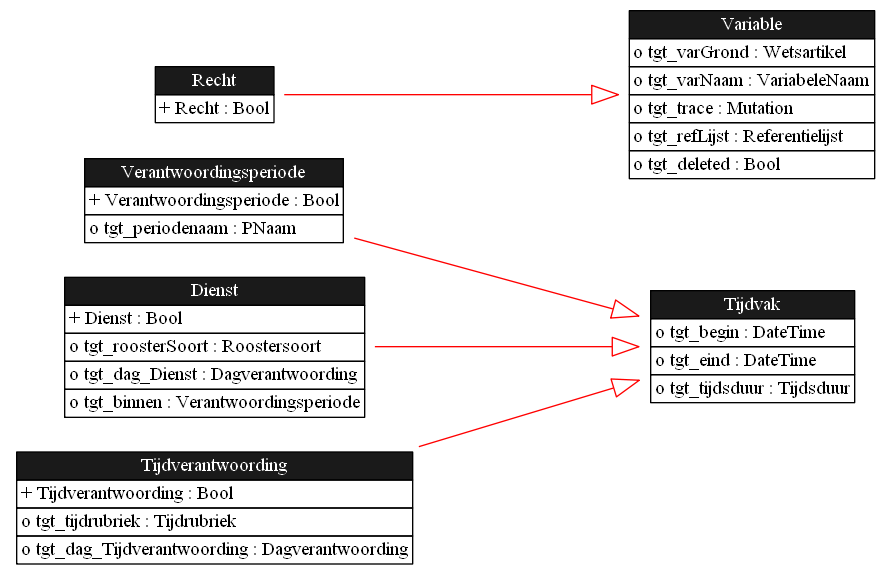 Variable
o tgt_varGrond : Wetsartikel
o tgt_varNaam : VariabeleNaam
o tgt_trace : Mutation
o tgt_refLijst : Referentielijst
o tgt_deleted : Bool
Recht
+ Recht : Bool
Verantwoordingsperiode
+ Verantwoordingsperiode : Bool
o tgt_periodenaam : PNaam
Dienst
+ Dienst : Bool
o tgt_roosterSoort : Roostersoort
o tgt_dag_Dienst : Dagverantwoording
o tgt_binnen : Verantwoordingsperiode
Tijdvak
o tgt_begin : DateTime
o tgt_eind : DateTime
o tgt_tijdsduur : Tijdsduur
Tijdverantwoording
+ Tijdverantwoording : Bool
o tgt_tijdrubriek : Tijdrubriek
o tgt_dag_Tijdverantwoording : Dagverantwoording